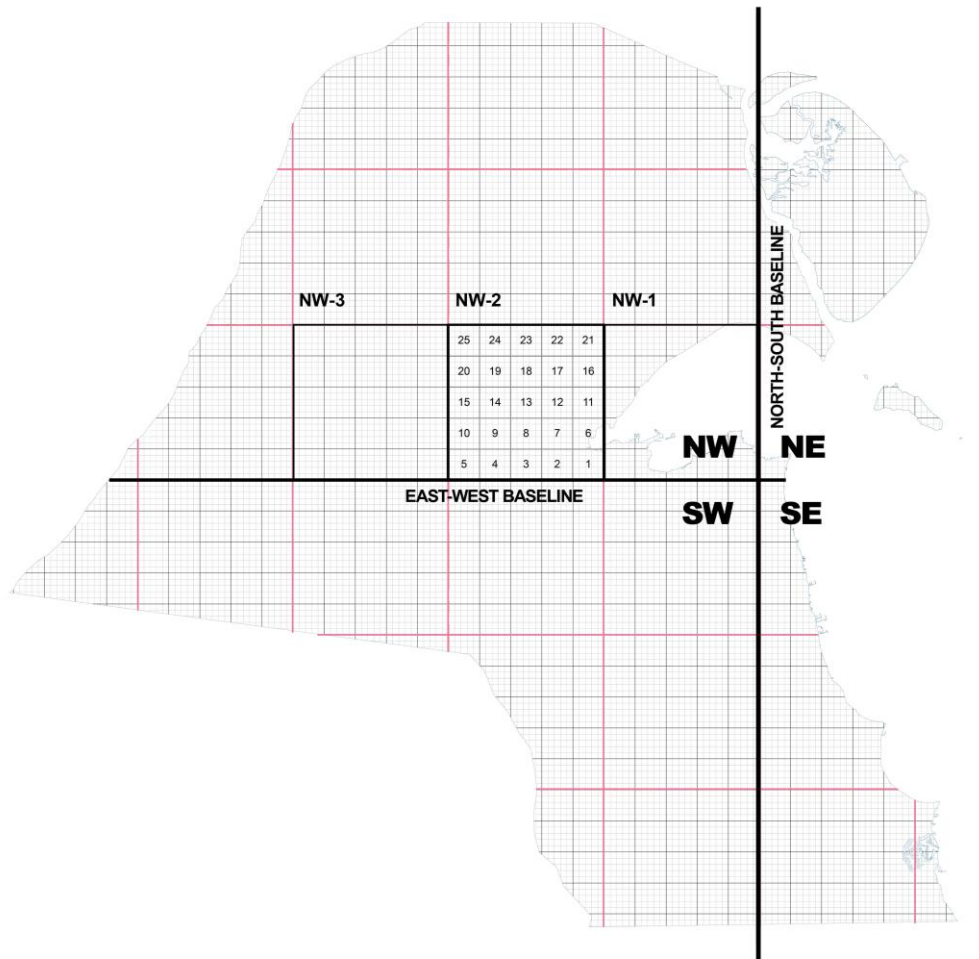 NORTH-SOUTH BASELINE
NW-3 NW-2 NW-1
25 24 23 22 21
20 19 18 17 16
15 14 13 12 11
10 9 8 7 6
5 4 3 2 1
NW NE
EAST-WEST BASELINE
SW SE